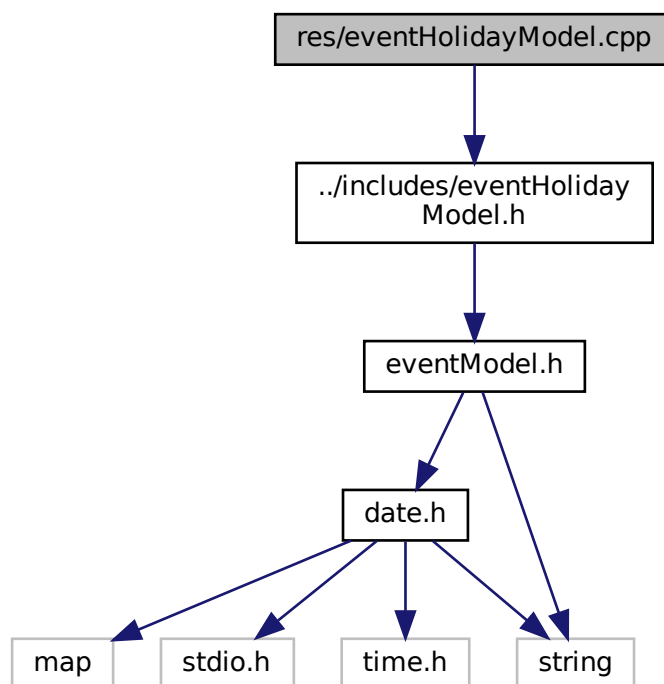 res/eventHolidayModel.cpp
../includes/eventHoliday
Model.h
eventModel.h
date.h
map
stdio.h
time.h
string